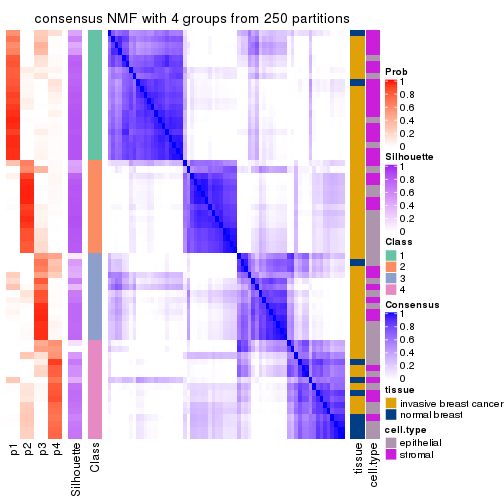 consensus NMF with 4 groups from 250 partitions
Prob
1
0.8
0.6
0.4
0.2
0
Silhouette
1
0.8
0.6
0.4
0.2
0
Class
1
2
3
4
Consensus
1
0.8
0.6
0.4
0.2
0
tissue
invasive breast cancer
normal breast
cell.type
epithelial
stromal
p1
p2
p3
p4
Silhouette
Class
tissue
cell.type